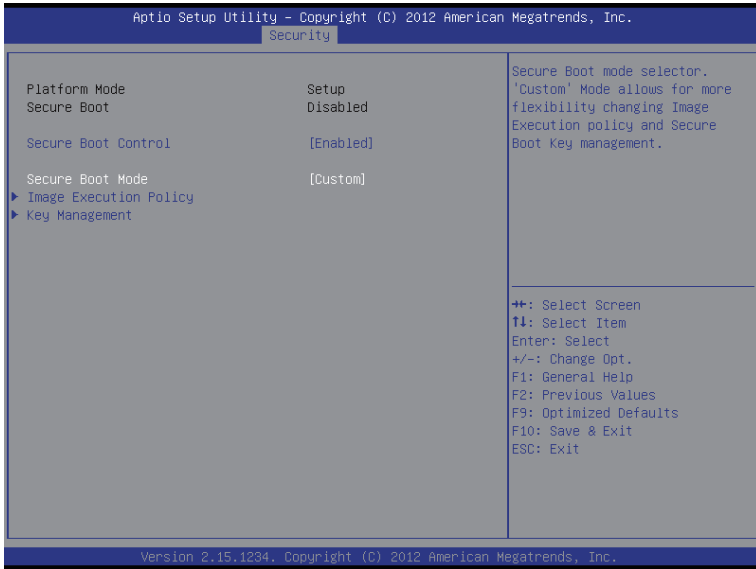 Aptio Setup Utility – Copyright (C) 2012 American Megatrends, Inc.
Security
Platform Mode Setup
Secure Boot Disabled
Secure Boot Control [Enabled]
Secure Boot Mode [Custom]
Image Execution Policy
Key Management
Secure Boot mode selector.
'Custom' Mode allows for more
flexibility changing Image
Execution policy and Secure
Boot Key management.
→←: Select Screen
↑↓: Select Item
Enter: Select
+/-: Change Opt.
F1: General Help
F2: Previous Values
F9: Optimized Defaults
F10: Save & Exit
ESC: Exit
Version 2.15.1234. Copyright (C) 2012 American Megatrends, Inc.